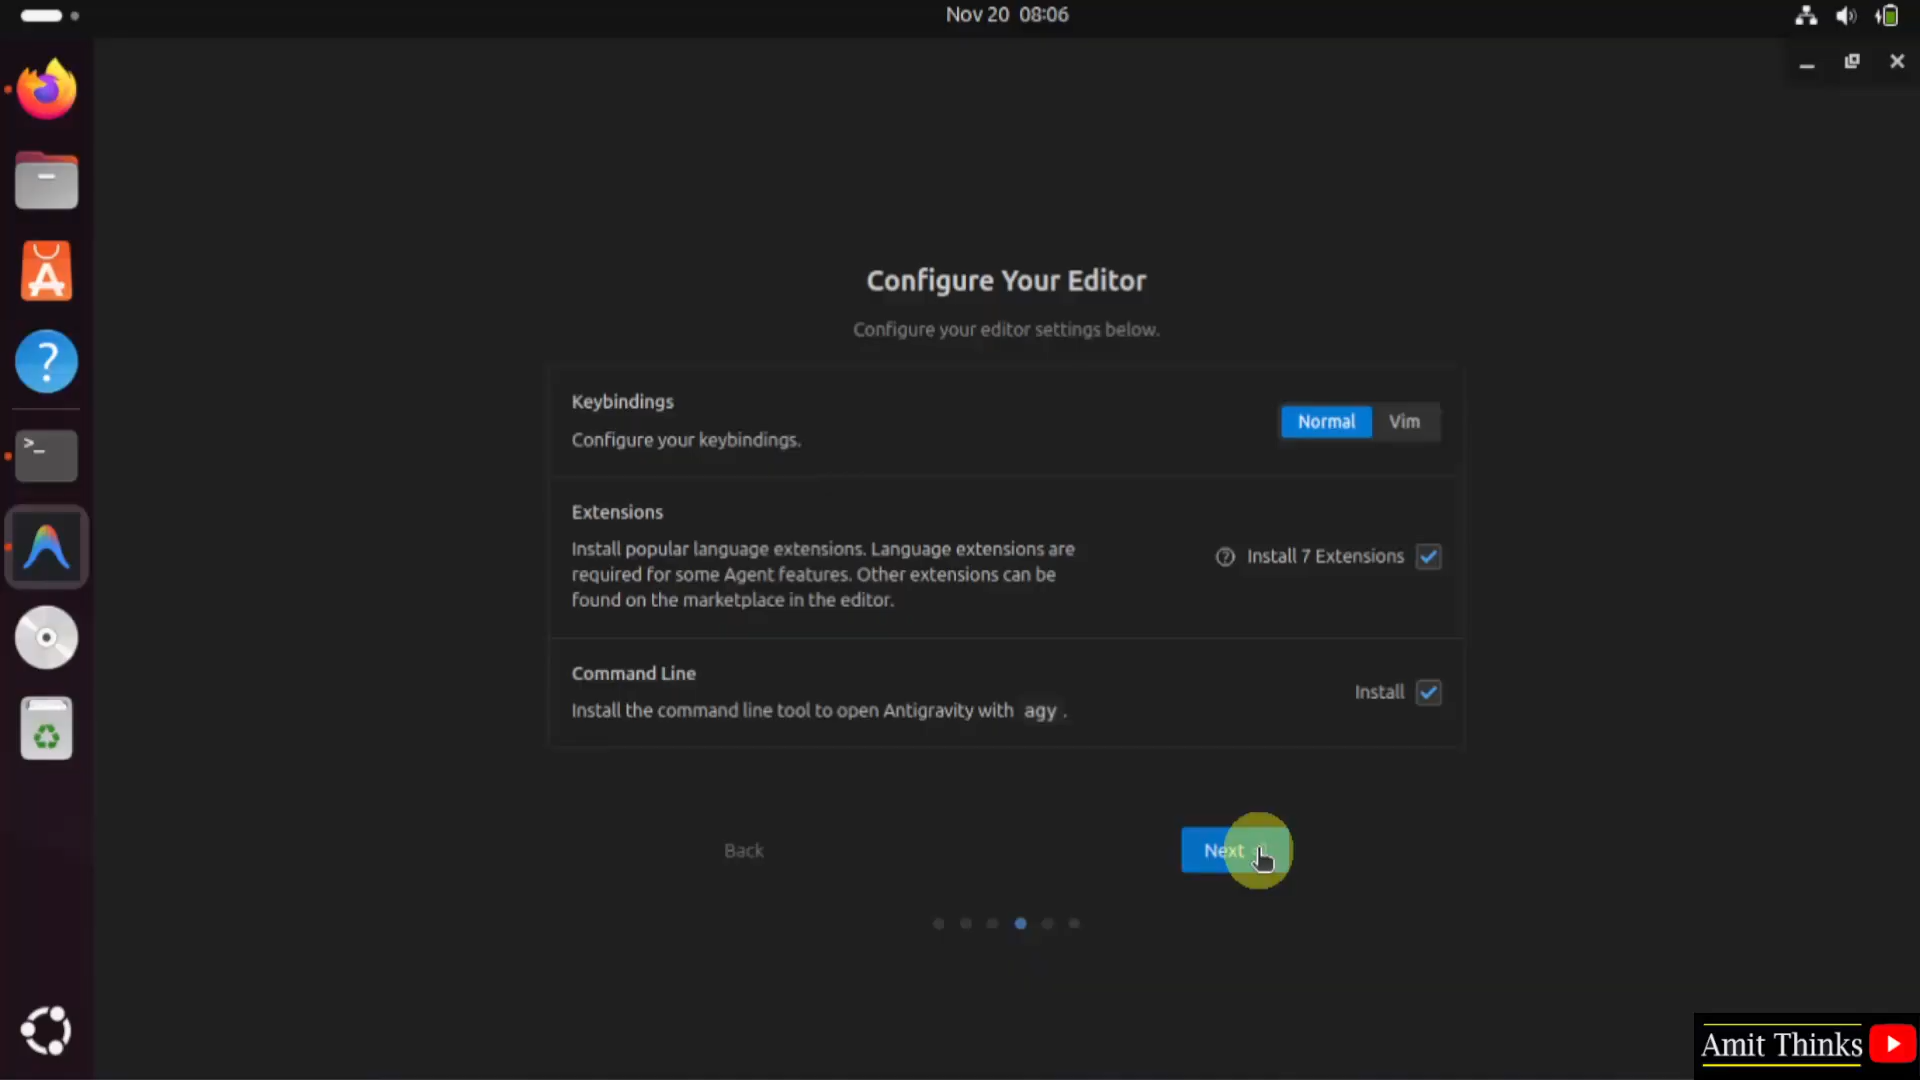 Nov 20 08:06
Configure Your Editor
Configure your editor settings below.
Keybindings
Configure your keybindings.
Normal
Vim
Extensions
Install popular language extensions. Language extensions are
required for some Agent features. Other extensions can be
found on the marketplace in the editor.
Install 7 Extensions
Command Line
Install the command line tool to open Antigravity with agy .
Install
Back
Next
Amit Thinks